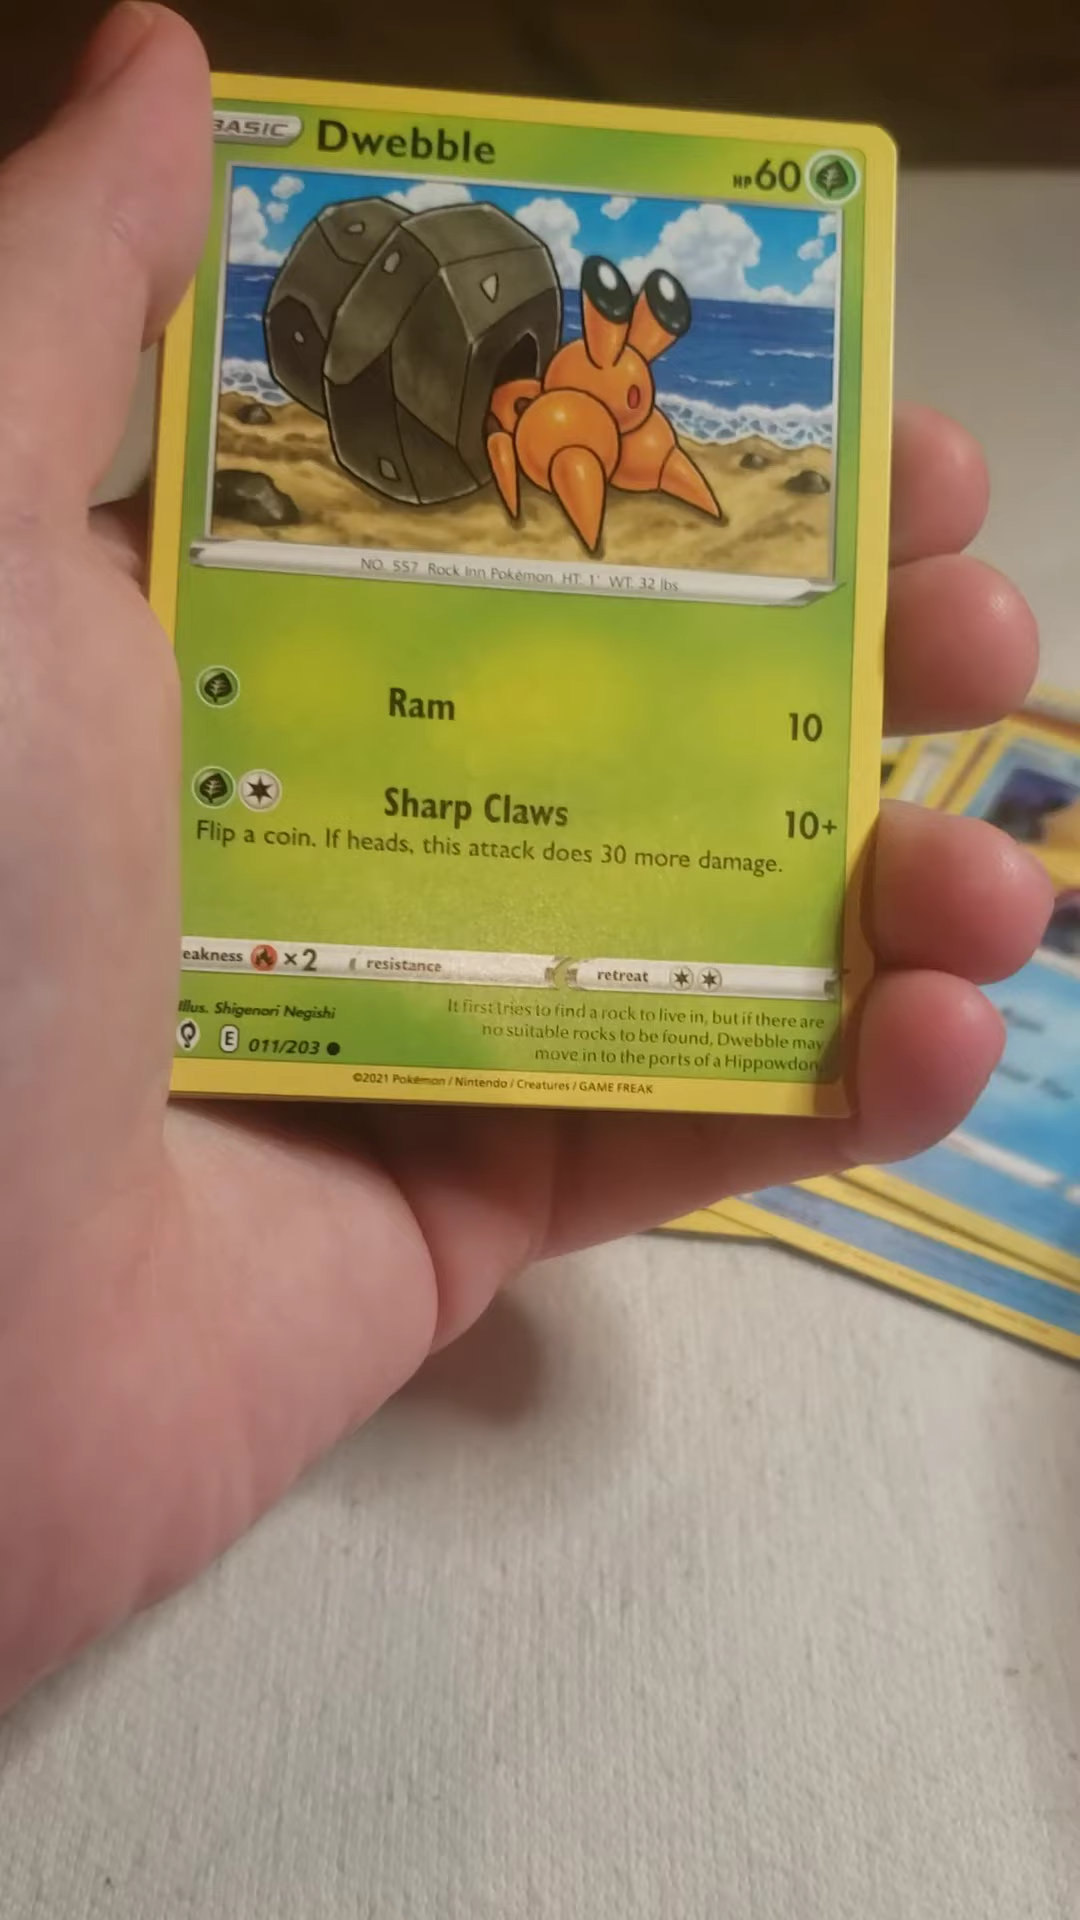 BASIC Dwebble HP 60
NO. 557 Rock Inn Pokémon HT: 1' WT: 32 lbs
Ram 10
Sharp Claws 10+
Flip a coin. If heads, this attack does 30 more damage.
eakness ×2 resistance retreat
Illus. Shigenori Negishi
It first tries to find a rock to live in, but if there are
no suitable rocks to be found, Dwebble may
move in to the ports of a Hippowdon.
E 011/203
©2021 Pokémon / Nintendo / Creatures / GAME FREAK